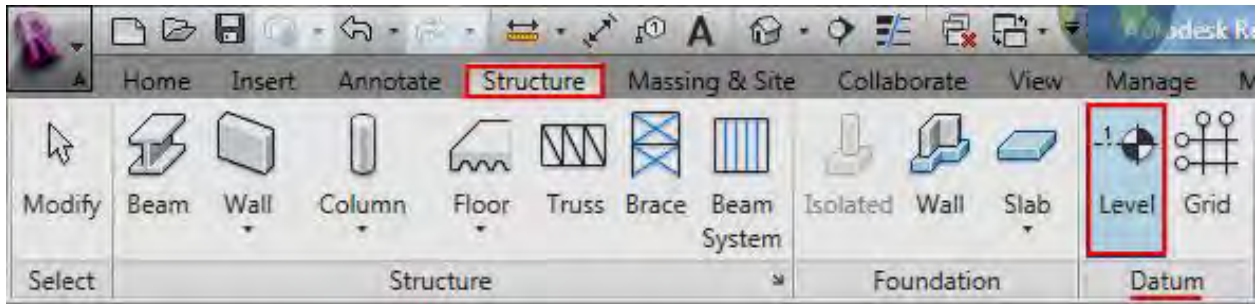 Autodesk Re
Home Insert Annotate Structure Massing & Site Collaborate View Manage M
Modify Beam Wall Column Floor Truss Brace Beam System Isolated Wall Slab Level Grid
Select Structure Foundation Datum